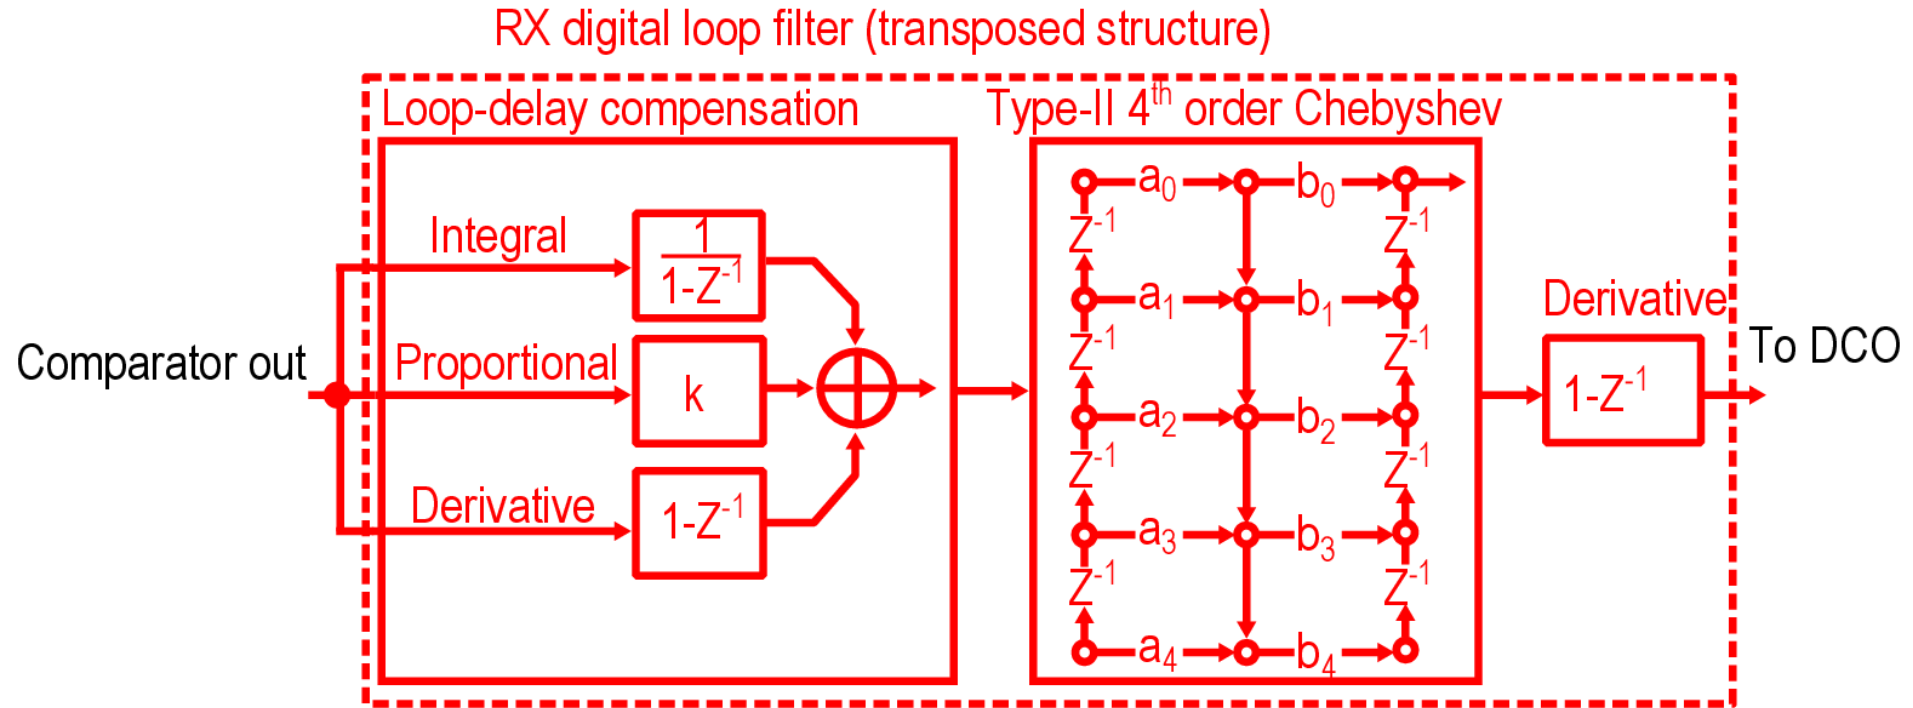 RX digital loop filter (transposed structure)
Loop-delay compensation
Type-II 4th order Chebyshev
Integral
1
1-Z-1
Comparator out
Proportional
k
Derivative
1-Z-1
a0
b0
Z-1
Z-1
a1
b1
Z-1
Z-1
a2
b2
Z-1
Z-1
a3
b3
Z-1
Z-1
a4
b4
Derivative
1-Z-1
To DCO